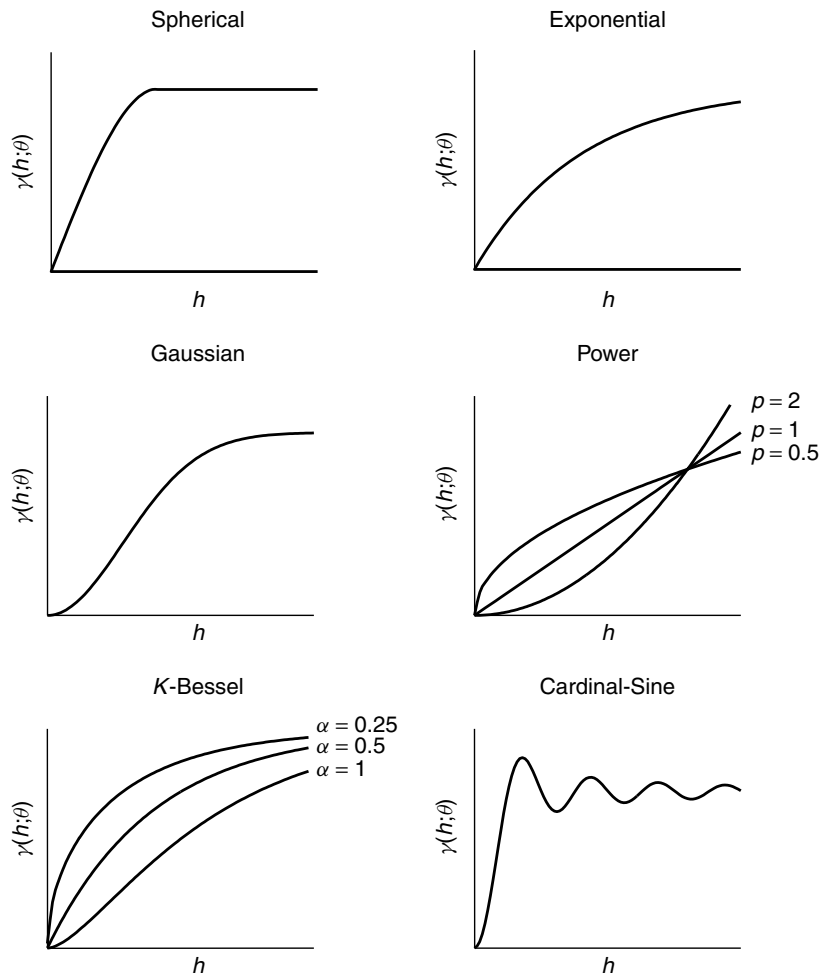 Spherical
γ(h;θ)
h
Exponential
γ(h;θ)
h
Gaussian
γ(h;θ)
h
Power
p = 2
p = 1
p = 0.5
γ(h;θ)
h
K-Bessel
α = 0.25
α = 0.5
α = 1
γ(h;θ)
h
Cardinal-Sine
γ(h;θ)
h